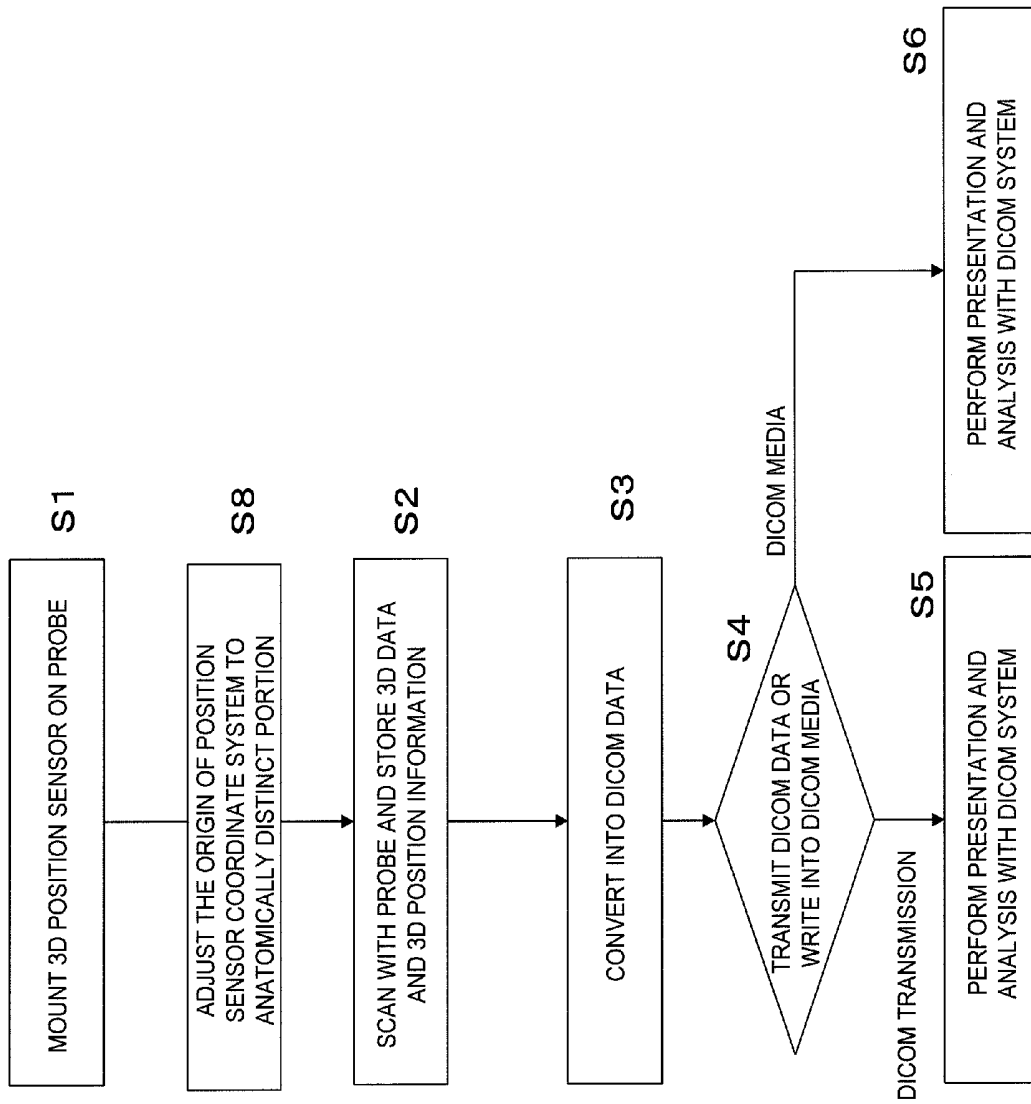 MOUNT 3D POSITION SENSOR ON PROBE
S1
ADJUST THE ORIGIN OF POSITION
SENSOR COORDINATE SYSTEM TO
ANATOMICALLY DISTINCT PORTION
S8
SCAN WITH PROBE AND STORE 3D DATA
AND 3D POSITION INFORMATION
S2
CONVERT INTO DICOM DATA
S3
TRANSMIT DICOM DATA OR
WRITE INTO DICOM MEDIA
S4
DICOM MEDIA
DICOM TRANSMISSION
PERFORM PRESENTATION AND
ANALYSIS WITH DICOM SYSTEM
S5
PERFORM PRESENTATION AND
ANALYSIS WITH DICOM SYSTEM
S6